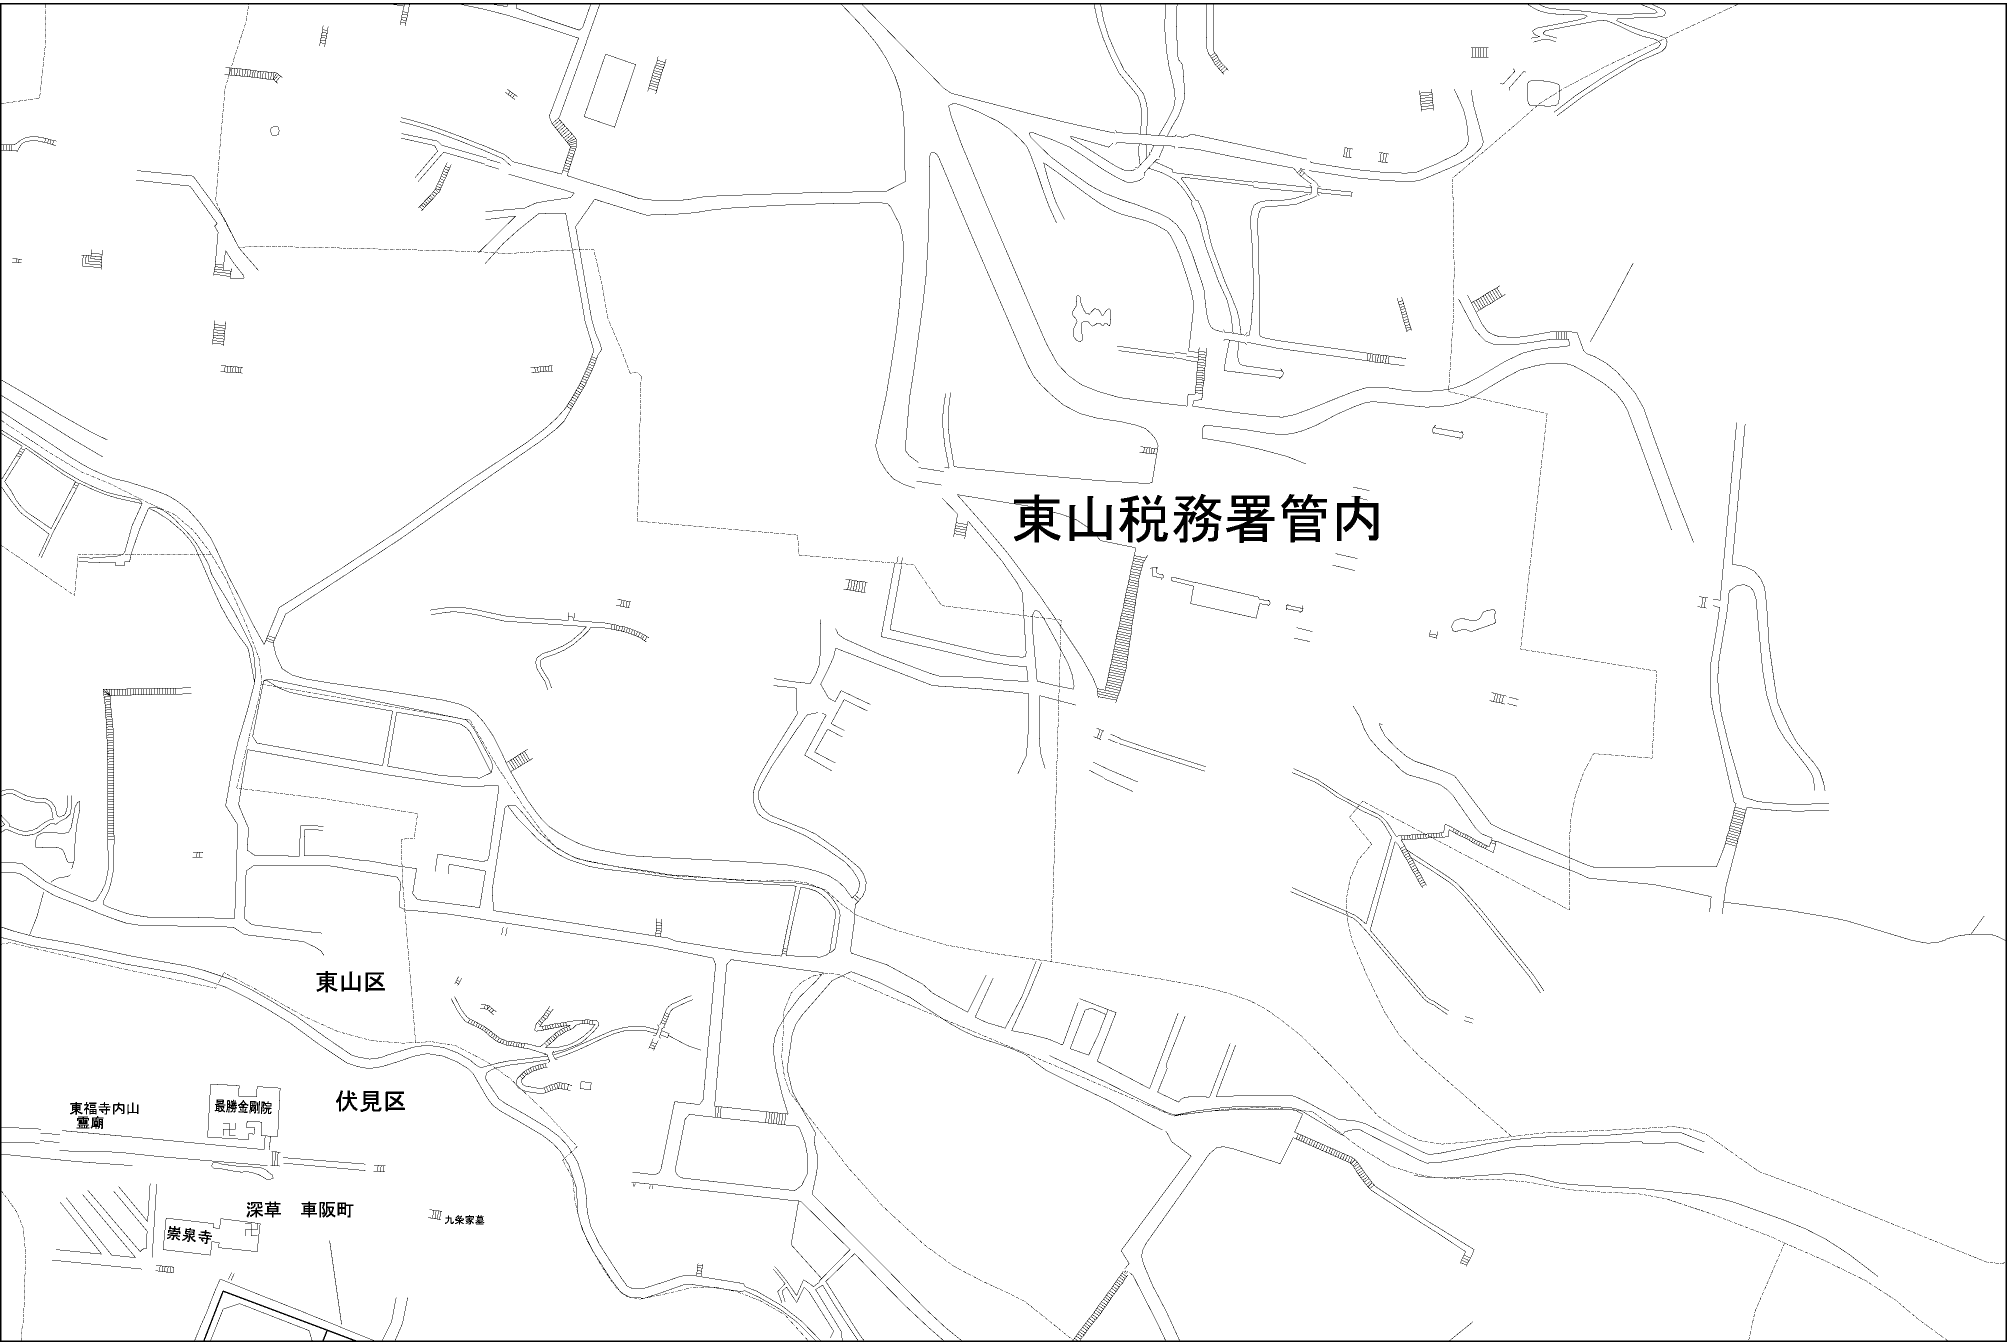 東山税務署管内
東山区
伏見区
最勝金剛院
東福寺内山
霊廟
深草　車阪町
九条家墓
崇泉寺